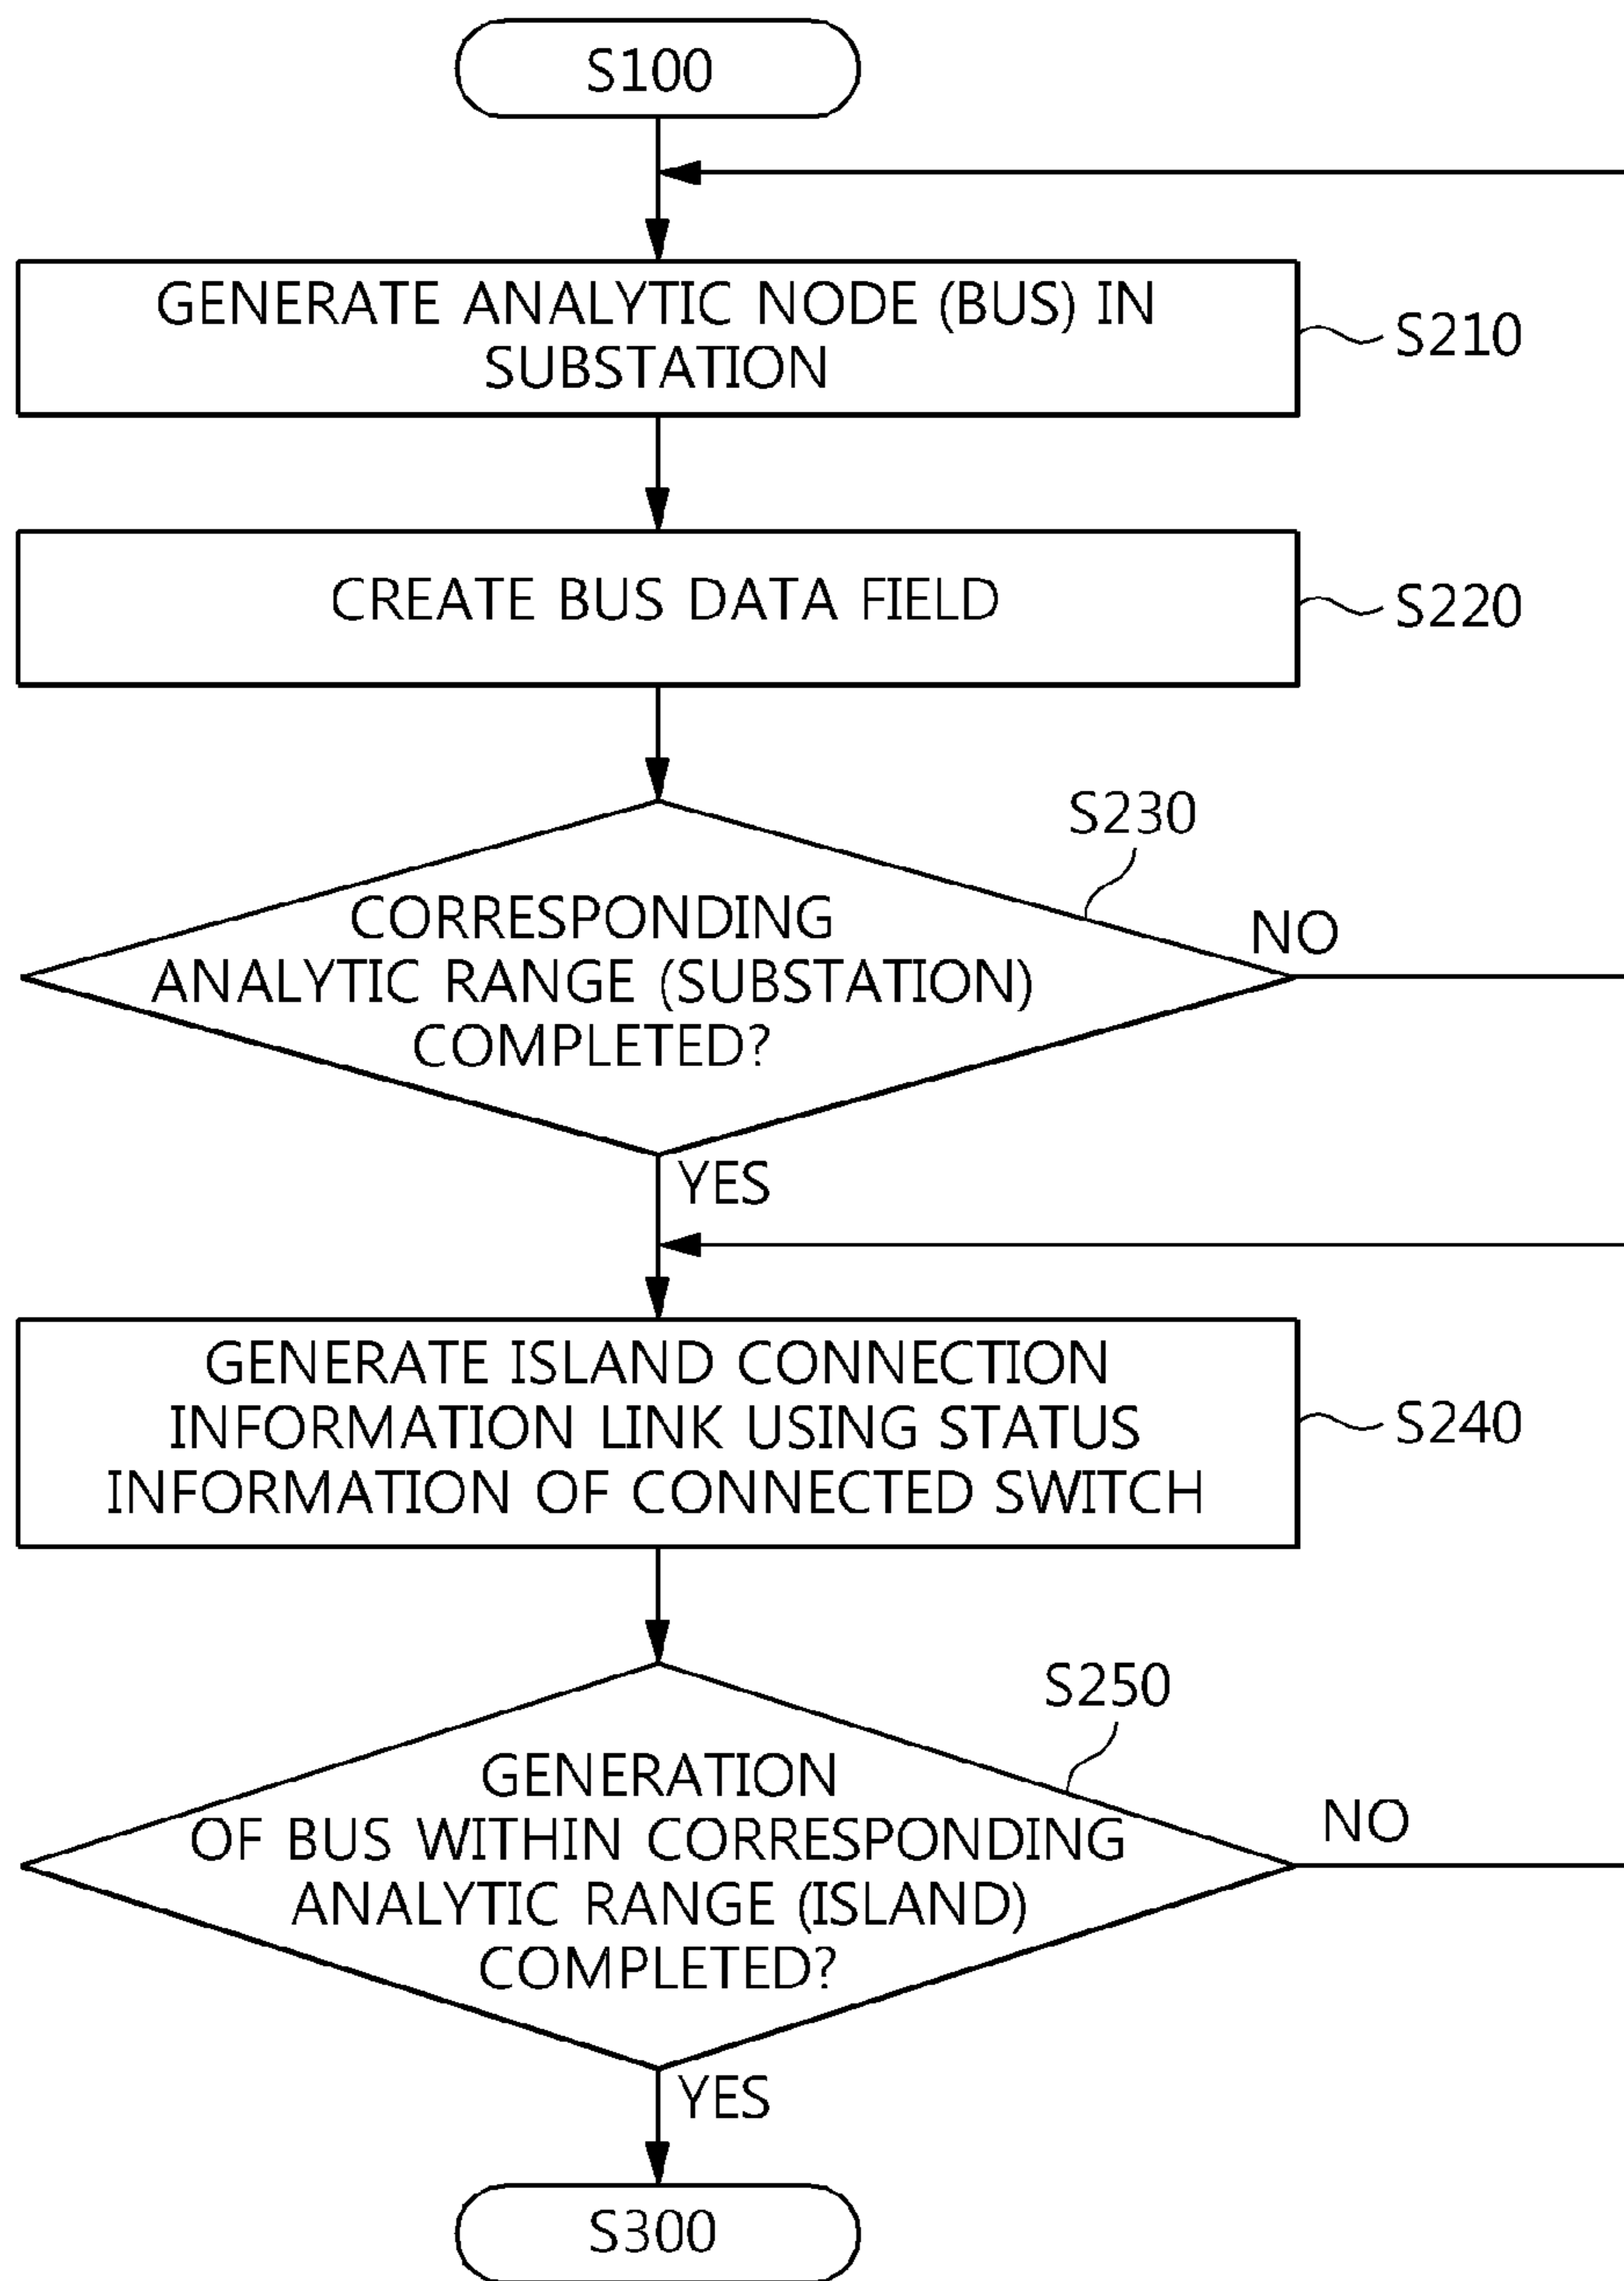 S100
GENERATE ANALYTIC NODE (BUS) IN
SUBSTATION
S210
CREATE BUS DATA FIELD
S220
S230
CORRESPONDING
ANALYTIC RANGE (SUBSTATION)
COMPLETED?
NO
YES
GENERATE ISLAND CONNECTION
INFORMATION LINK USING STATUS
INFORMATION OF CONNECTED SWITCH
S240
S250
GENERATION
OF BUS WITHIN CORRESPONDING
ANALYTIC RANGE (ISLAND)
COMPLETED?
NO
YES
S300